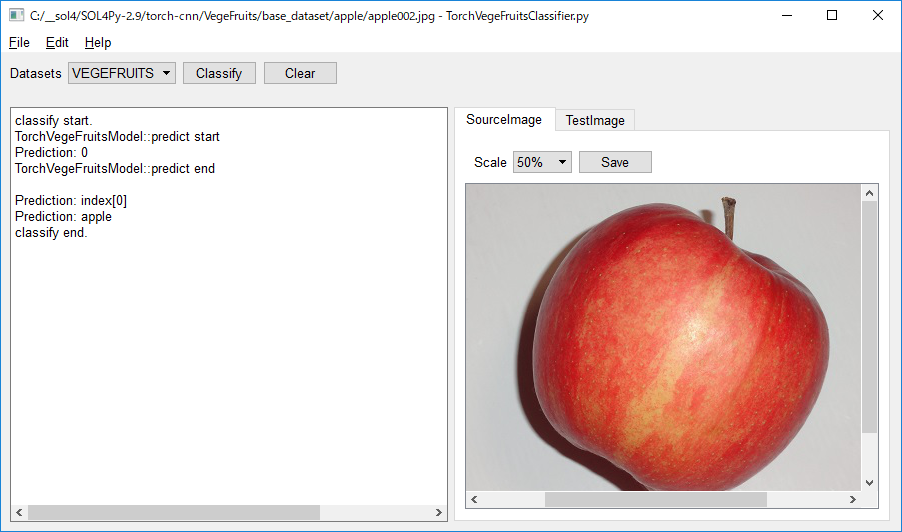 C:/__sol4/SOL4Py-2.9/torch-cnn/VegeFruits/base_dataset/apple/apple002.jpg - TorchVegeFruitsClassifier.py
File Edit Help
Datasets VEGEFRUITS Classify Clear
classify start.
TorchVegeFruitsModel::predict start
Prediction: 0
TorchVegeFruitsModel::predict end
Prediction: index[0]
Prediction: apple
classify end.
SourceImage TestImage
Scale 50% Save